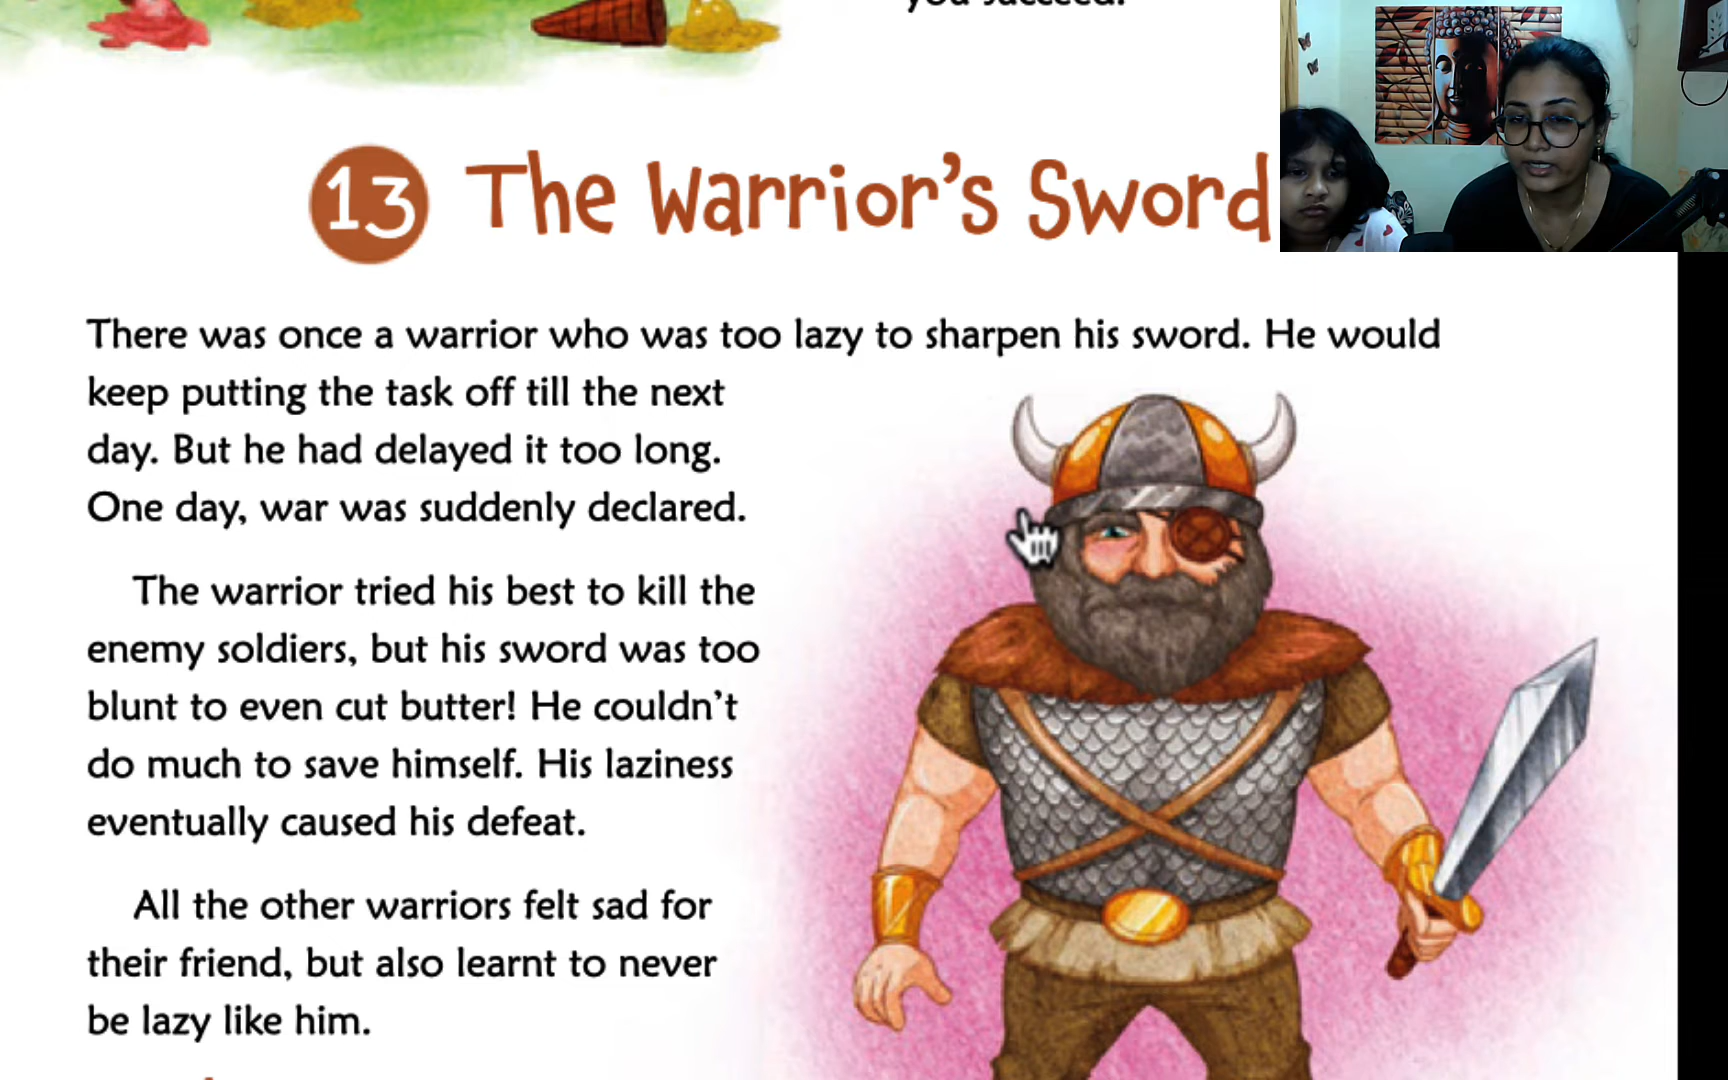 you succeed.
13 The Warrior's Sword
There was once a warrior who was too lazy to sharpen his sword. He would
keep putting the task off till the next
day. But he had delayed it too long.
One day, war was suddenly declared.
The warrior tried his best to kill the
enemy soldiers, but his sword was too
blunt to even cut butter! He couldn't
do much to save himself. His laziness
eventually caused his defeat.
All the other warriors felt sad for
their friend, but also learnt to never
be lazy like him.